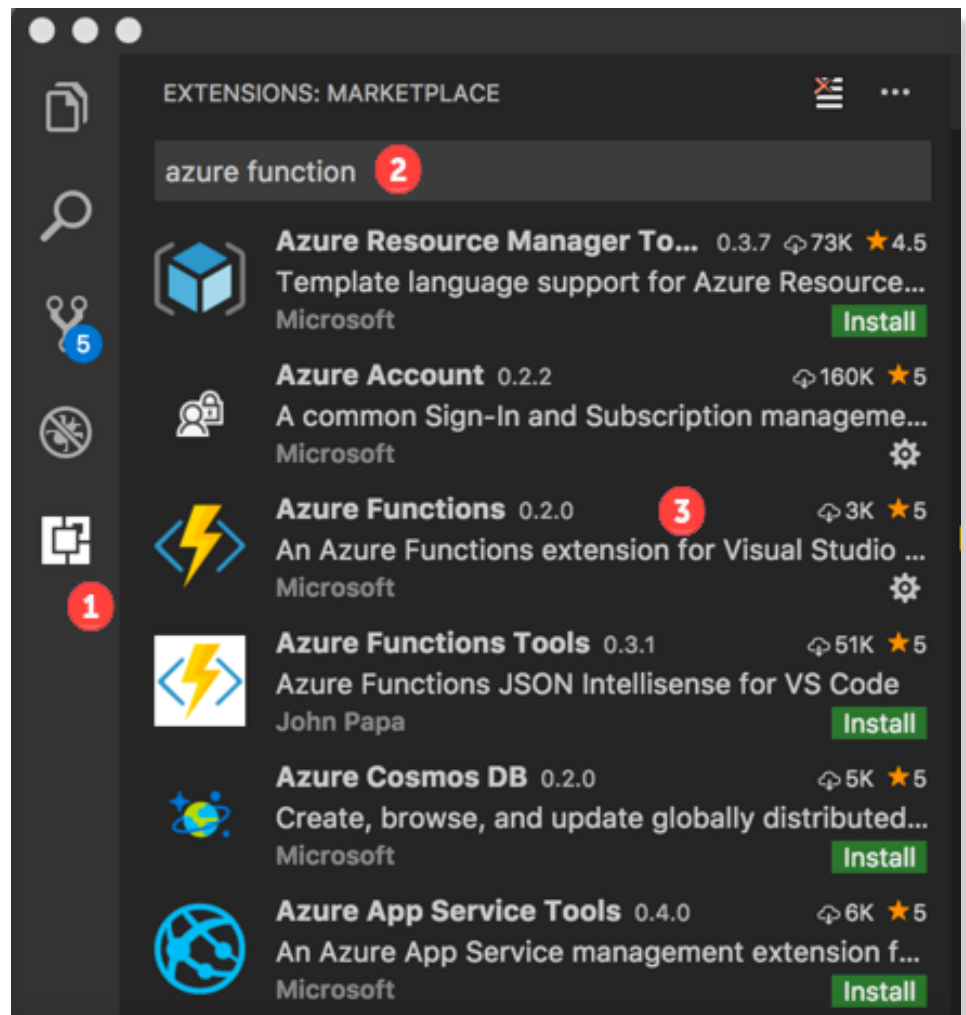 EXTENSIONS: MARKETPLACE
azure function 2
Azure Resource Manager To... 0.3.7 73K ★4.5
Template language support for Azure Resource...
Microsoft Install
5
Azure Account 0.2.2 160K ★5
A common Sign-In and Subscription manageme...
Microsoft
Azure Functions 0.2.0 3 3K ★5
An Azure Functions extension for Visual Studio ...
Microsoft
1
Azure Functions Tools 0.3.1 51K ★5
Azure Functions JSON Intellisense for VS Code
John Papa Install
Azure Cosmos DB 0.2.0 5K ★5
Create, browse, and update globally distributed...
Microsoft Install
Azure App Service Tools 0.4.0 6K ★5
An Azure App Service management extension f...
Microsoft Install